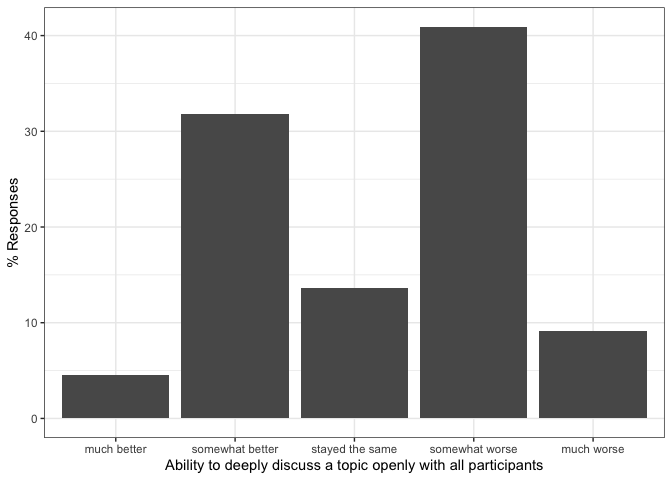 40
30
20
10
0
% Responses
much better somewhat better stayed the same somewhat worse much worse
Ability to deeply discuss a topic openly with all participants